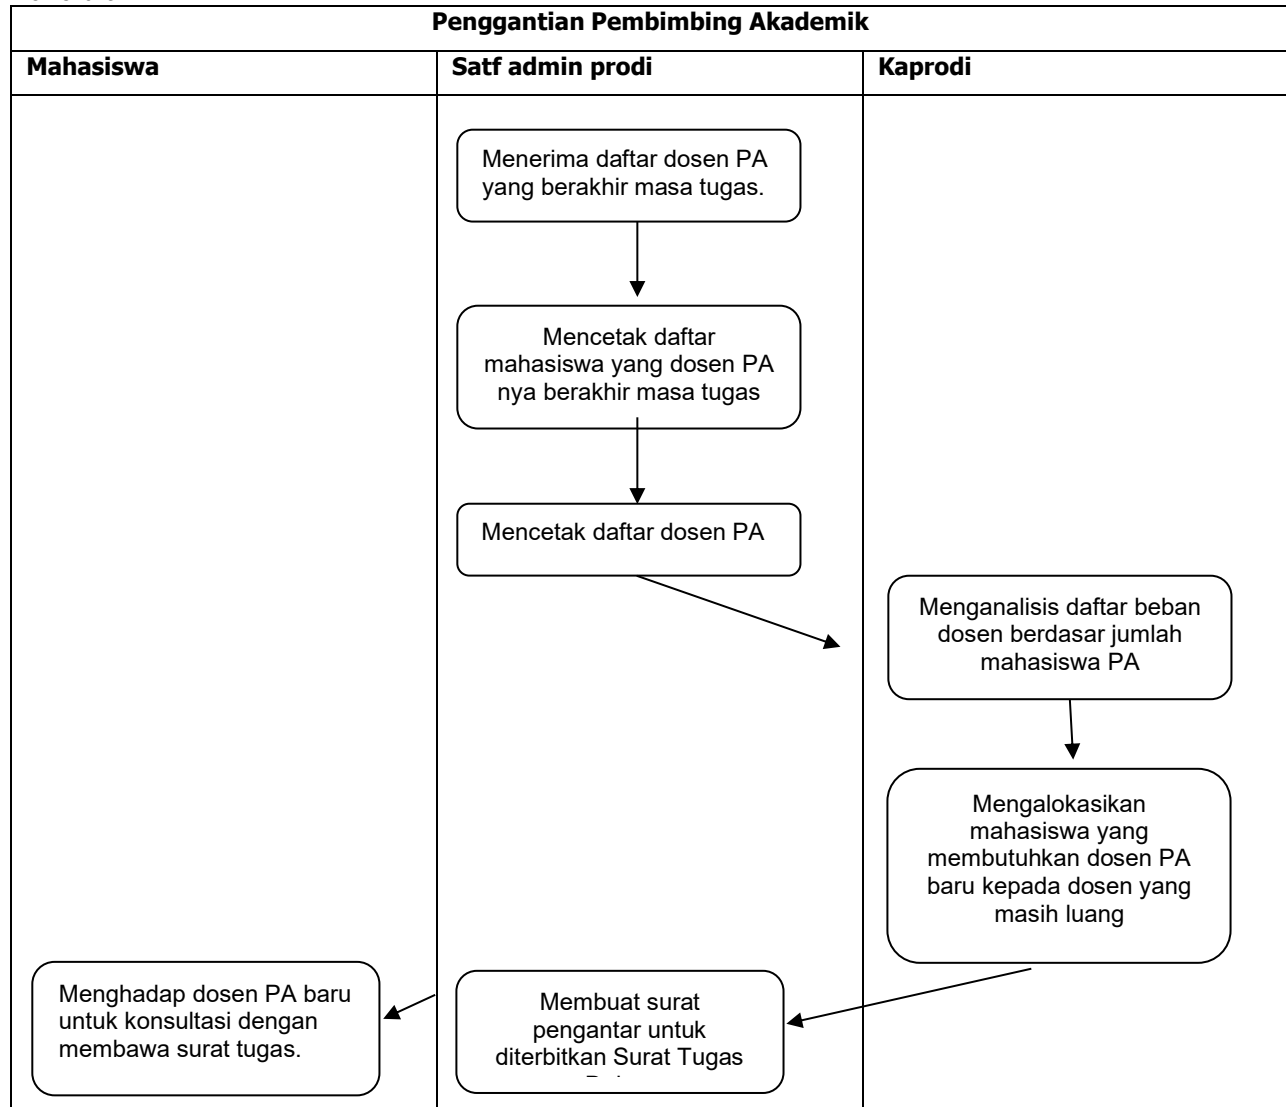 Penggantian Pembimbing Akademik
Mahasiswa
Satf admin prodi
Kaprodi
Menerima daftar dosen PA
yang berakhir masa tugas.
Mencetak daftar
mahasiswa yang dosen PA
nya berakhir masa tugas
Mencetak daftar dosen PA
Menganalisis daftar beban
dosen berdasar jumlah
mahasiswa PA
Mengalokasikan
mahasiswa yang
membutuhkan dosen PA
baru kepada dosen yang
masih luang
Menghadap dosen PA baru
untuk konsultasi dengan
membawa surat tugas.
Membuat surat
pengantar untuk
diterbitkan Surat Tugas